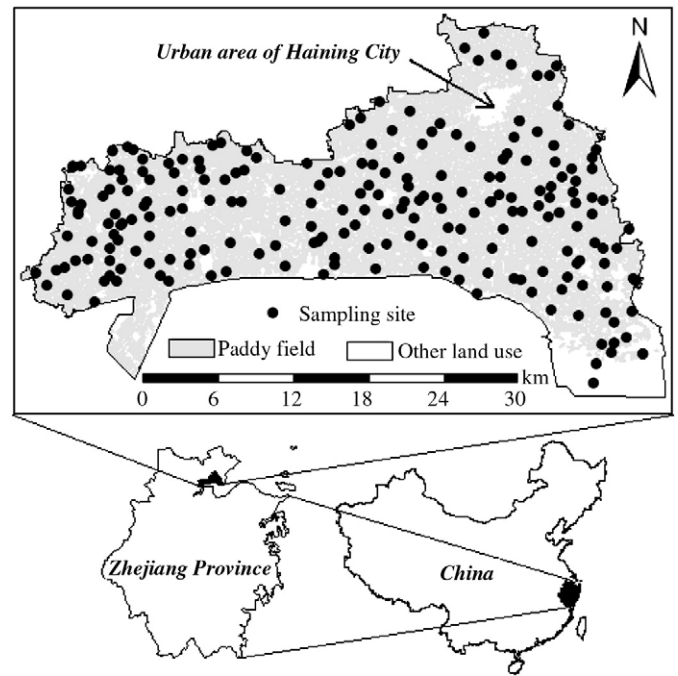 N
Urban area of Haining City
Sampling site
Paddy field
Other land use
km
0 6 12 18 24 30
Zhejiang Province
China